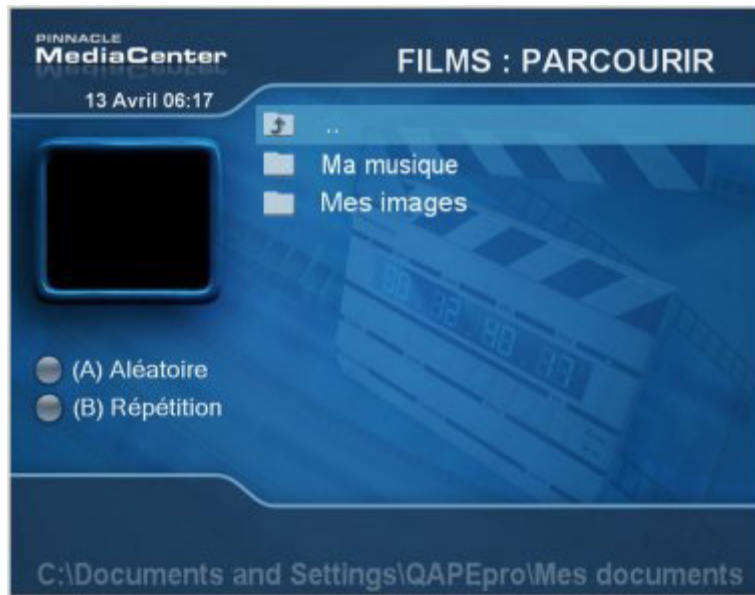 PINNACLE
MediaCenter
FILMS : PARCOURIR
13 Avril 06:17
..
Ma musique
Mes images
(A) Aléatoire
(B) Répétition
C:\Documents and Settings\QAPEpro\Mes documents